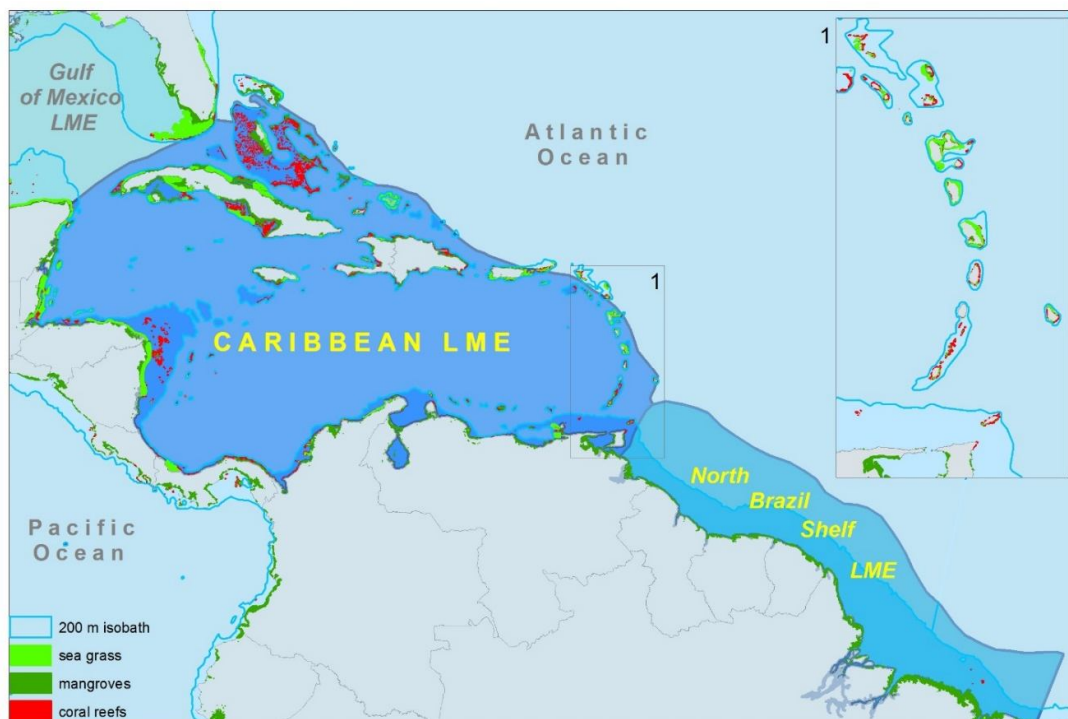 Gulf
of Mexico
LME
Atlantic
Ocean
1
1
CARIBBEAN LME
North
Brazil
Shelf
LME
Pacific
Ocean
200 m isobath
sea grass
mangroves
coral reefs